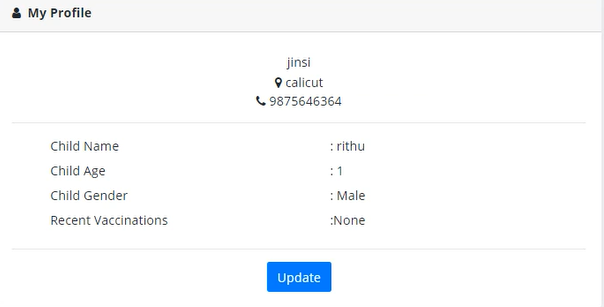 My Profile
jinsi
calicut
9875646364
Child Name : rithu
Child Age : 1
Child Gender : Male
Recent Vaccinations :None
Update